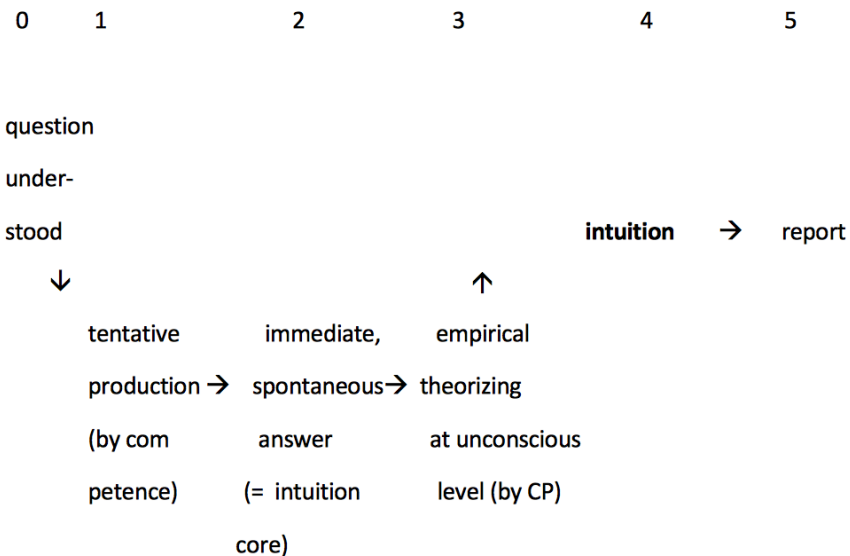 0 1 2 3 4 5
question
under-
stood intuition → report
↓ ↑
tentative immediate, empirical
production → spontaneous→ theorizing
(by com answer at unconscious
petence) (= intuition level (by CP)
core)